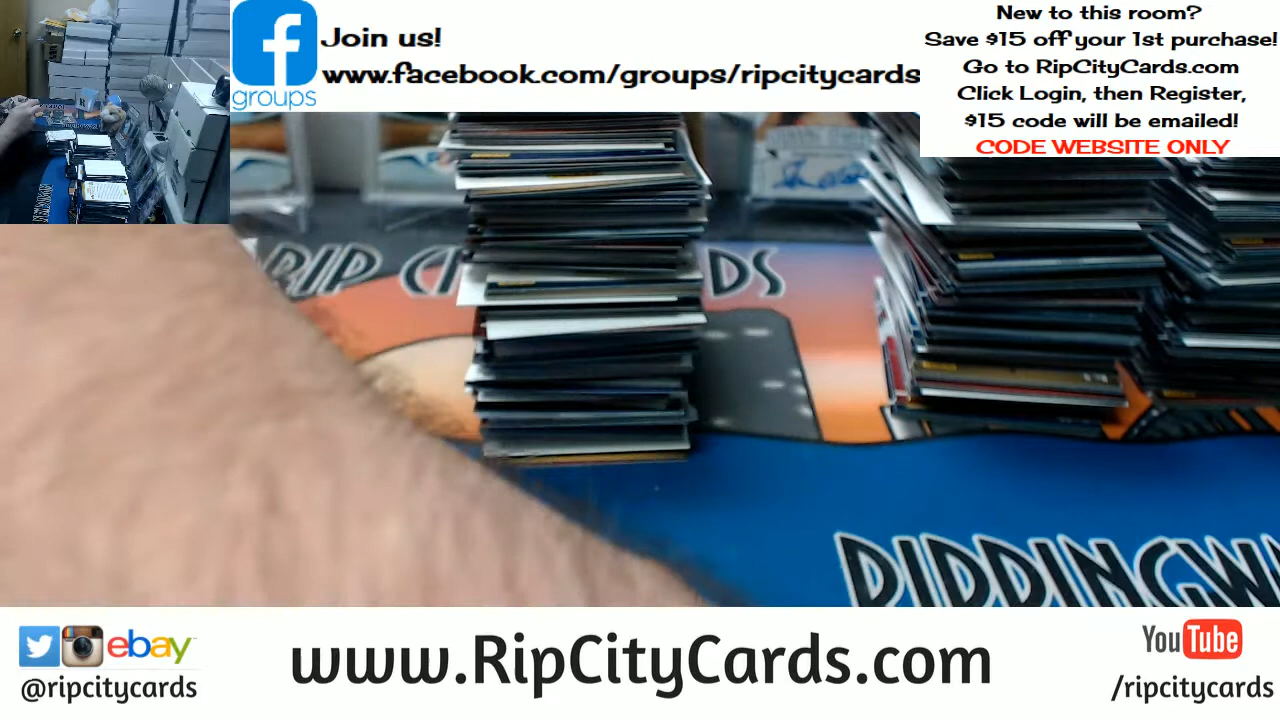 groups
Join us!
www.facebook.com/groups/ripcitycards
New to this room?
Save $15 off your 1st purchase!
Go to RipCityCards.com
Click Login, then Register,
$15 code will be emailed!
CODE WEBSITE ONLY
RIP
ebay
@ripcitycards
www.RipCityCards.com
YouTube
/ripcitycards